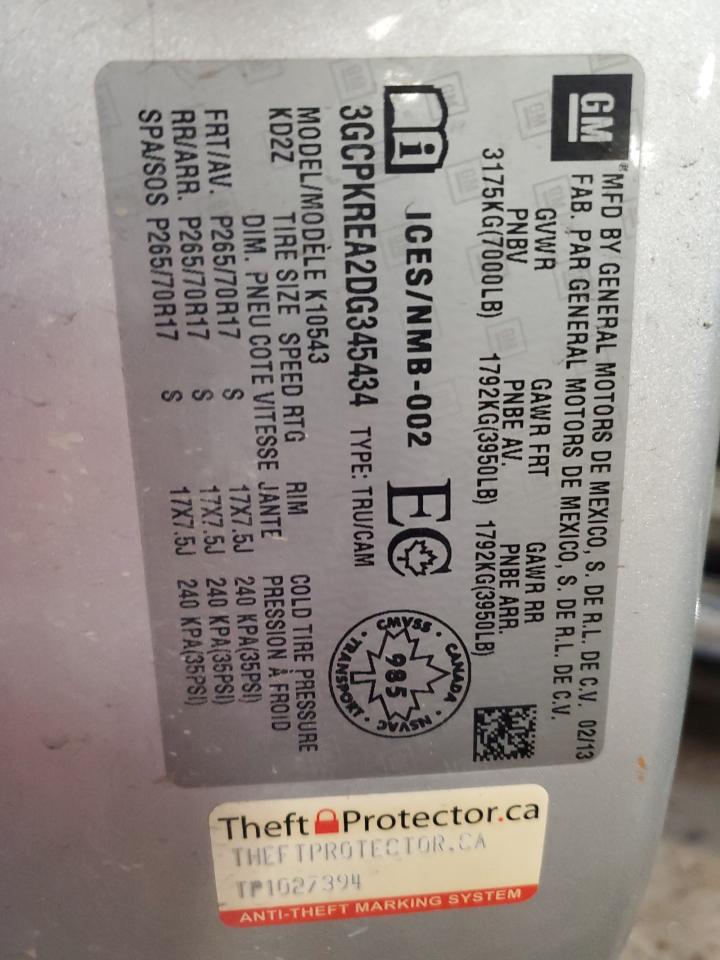 GM
MFD BY GENERAL MOTORS DE MEXICO, S. DE R.L. DE C.V. 02/13
FAB. PAR GENERAL MOTORS DE MEXICO, S. DE R.L. DE C.V.
GVWR GAWR FRT GAWR RR
PNBV PNBE AV. PNBE ARR.
3175KG(7000LB) 1792KG(3950LB) 1792KG(3950LB)
i ICES/NMB-002 EC
CMVSS · CANADA · NSVAC · TRANSPORT ·
985
3GCPKREA2DG345434 TYPE: TRU/CAM
MODEL/MODÈLE K10543
KD2Z TIRE SIZE SPEED RTG RIM COLD TIRE PRESSURE
DIM. PNEU COTE VITESSE JANTE PRESSION À FROID
FRT/AV. P265/70R17 S 17X7.5J 240 KPA(35PSI)
RR/ARR. P265/70R17 S 17X7.5J 240 KPA(35PSI)
SPA/SOS P265/70R17 S 17X7.5J 240 KPA(35PSI)
Theft Protector.ca
THEFTPROTECTOR.CA
TP1027394
ANTI-THEFT MARKING SYSTEM